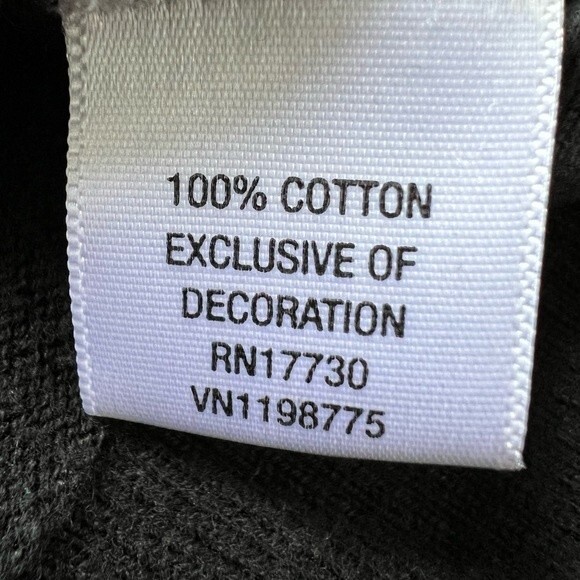 100% COTTON
EXCLUSIVE OF
DECORATION
RN17730
VN1198775